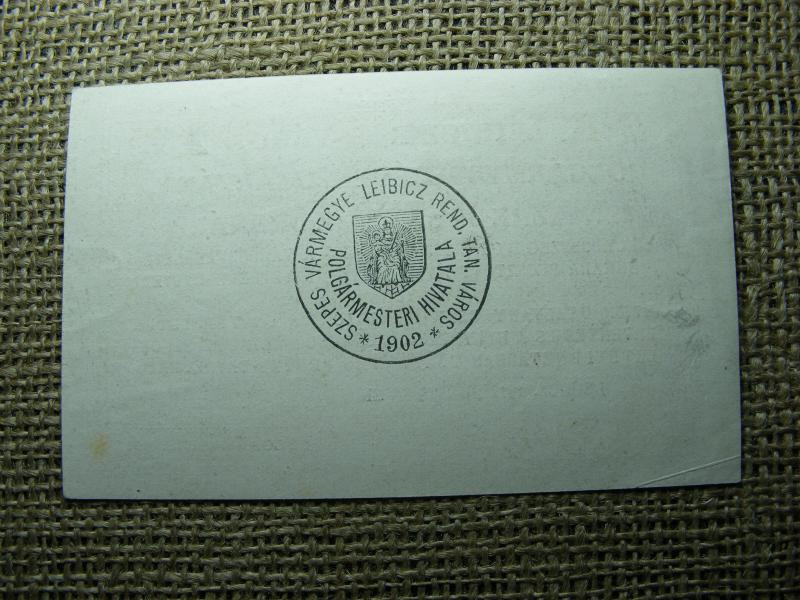 SZEPES VÁRMEGYE LEIBICZ REND. TAN. VÁROS
POLGÁRMESTERI HIVATALA
* 1902 *